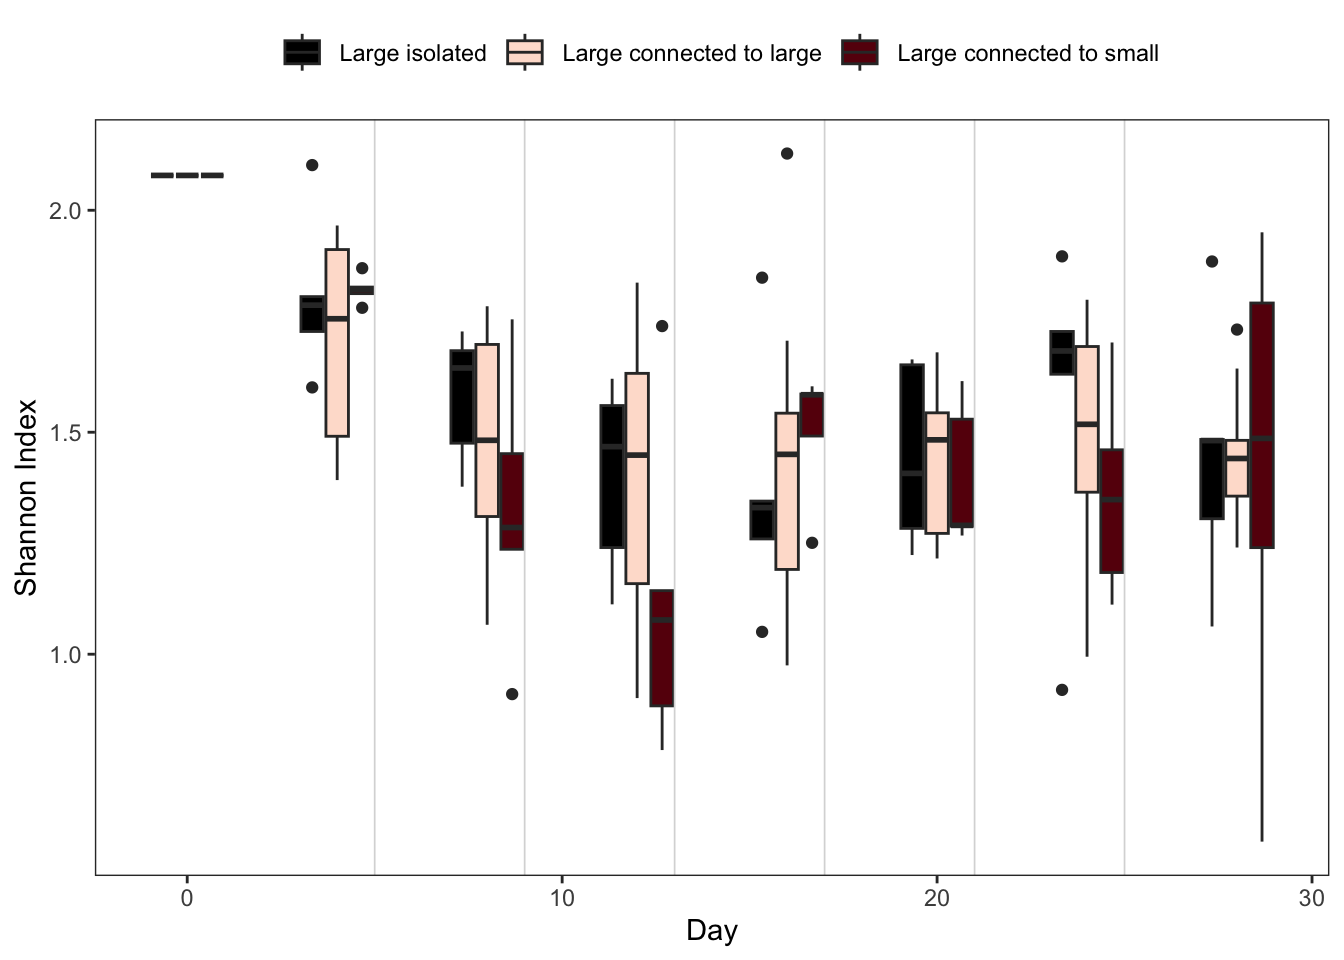 Large isolated Large connected to large Large connected to small
2.0
1.5
1.0
Shannon Index
0 10 20 30
Day